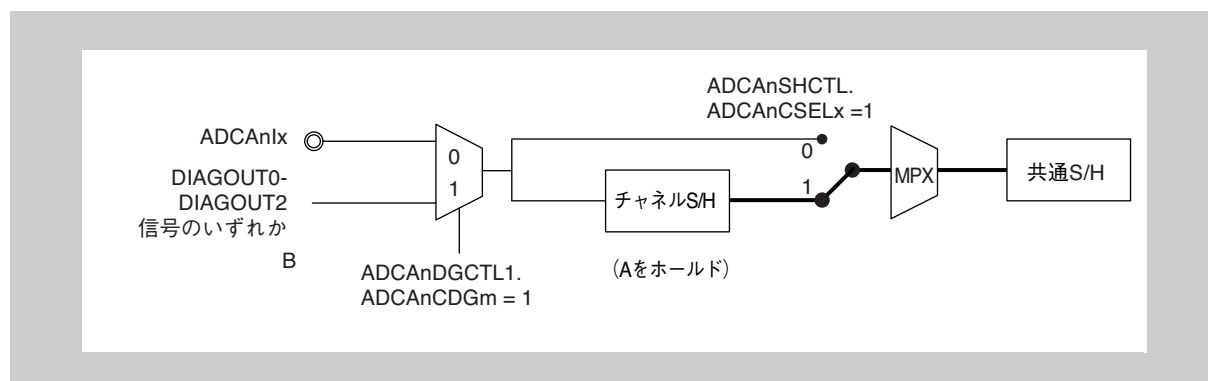 ADCAnSHCTL.
ADCAnCSELx =1
ADCAnIx
0
0
MPX
共通S/H
DIAGOUT0-
DIAGOUT2
信号のいずれか
1
チャネルS/H
1
B
ADCAnDGCTL1.
ADCAnCDGm = 1
（Aをホールド）